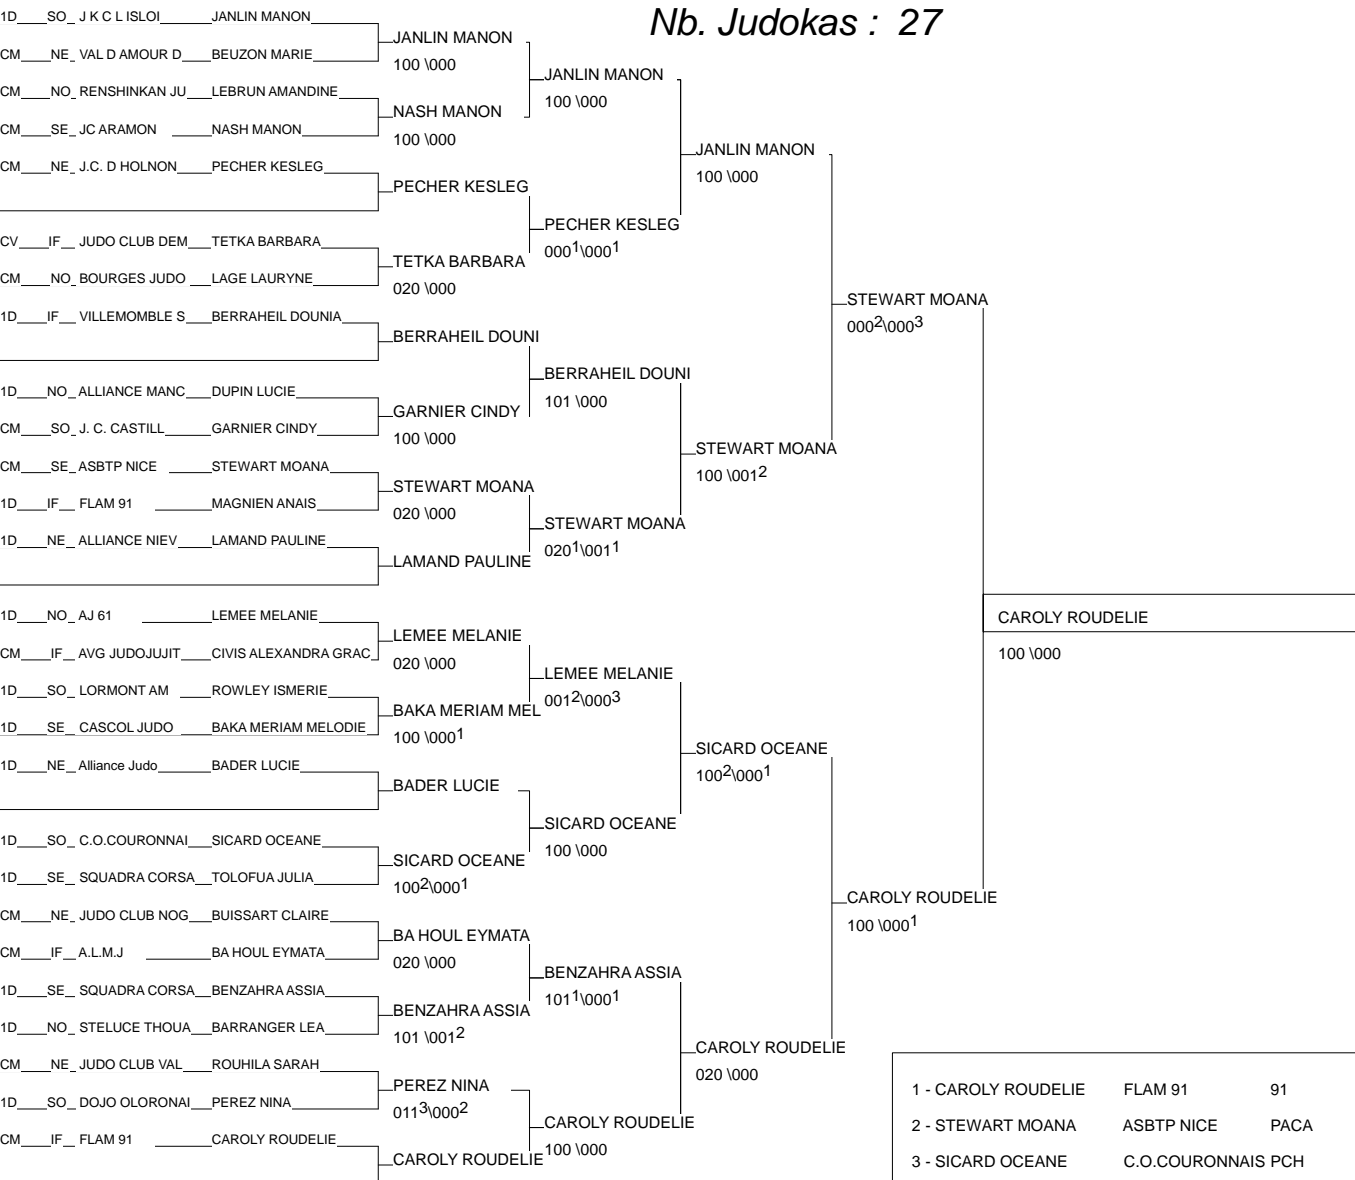 Nb. Judokas : 27
1D SO J K C L ISLOI JANLIN MANON
CM NE VAL D AMOUR D BEUZON MARIE
CM NO RENSHINKAN JU LEBRUN AMANDINE
CM SE JC ARAMON NASH MANON
CM NE J.C. D HOLNON PECHER KESLEG
CV IF JUDO CLUB DEM TETKA BARBARA
CM NO BOURGES JUDO LAGE LAURYNE
1D IF VILLEMOMBLE S BERRAHEIL DOUNIA
1D NO ALLIANCE MANC DUPIN LUCIE
CM SO J. C. CASTILL GARNIER CINDY
CM SE ASBTP NICE STEWART MOANA
1D IF FLAM 91 MAGNIEN ANAIS
1D NE ALLIANCE NIEV LAMAND PAULINE
1D NO AJ 61 LEMEE MELANIE
CM IF AVG JUDOJUJIT CIVIS ALEXANDRA GRAC
1D SO LORMONT AM ROWLEY ISMERIE
1D SE CASCOL JUDO BAKA MERIAM MELODIE
1D NE Alliance Judo BADER LUCIE
1D SO C.O.COURONNAI SICARD OCEANE
1D SE SQUADRA CORSA TOLOFUA JULIA
CM NE JUDO CLUB NOG BUISSART CLAIRE
CM IF A.L.M.J BA HOUL EYMATA
1D SE SQUADRA CORSA BENZAHRA ASSIA
1D NO STELUCE THOUA BARRANGER LEA
CM NE JUDO CLUB VAL ROUHILA SARAH
1D SO DOJO OLORONAI PEREZ NINA
CM IF FLAM 91 CAROLY ROUDELIE
JANLIN MANON
100 \000
NASH MANON
100 \000
PECHER KESLEG
TETKA BARBARA
020 \000
BERRAHEIL DOUNI
GARNIER CINDY
100 \000
STEWART MOANA
020 \000
LAMAND PAULINE
LEMEE MELANIE
020 \000
BAKA MERIAM MEL
100 \0001
BADER LUCIE
SICARD OCEANE
1002\0001
BA HOUL EYMATA
020 \000
BENZAHRA ASSIA
101 \0012
PEREZ NINA
0113\0002
CAROLY ROUDELIE
JANLIN MANON
100 \000
PECHER KESLEG
0001\0001
BERRAHEIL DOUNI
101 \000
STEWART MOANA
0201\0011
LEMEE MELANIE
0012\0003
SICARD OCEANE
100 \000
BENZAHRA ASSIA
1011\0001
CAROLY ROUDELIE
100 \000
JANLIN MANON
100 \000
STEWART MOANA
100 \0012
SICARD OCEANE
1002\0001
CAROLY ROUDELIE
020 \000
STEWART MOANA
0002\0003
CAROLY ROUDELIE
100 \0001
CAROLY ROUDELIE
100 \000
1 - CAROLY ROUDELIE FLAM 91 91
2 - STEWART MOANA ASBTP NICE PACA
3 - SICARD OCEANE C.O.COURONNAIS PCH